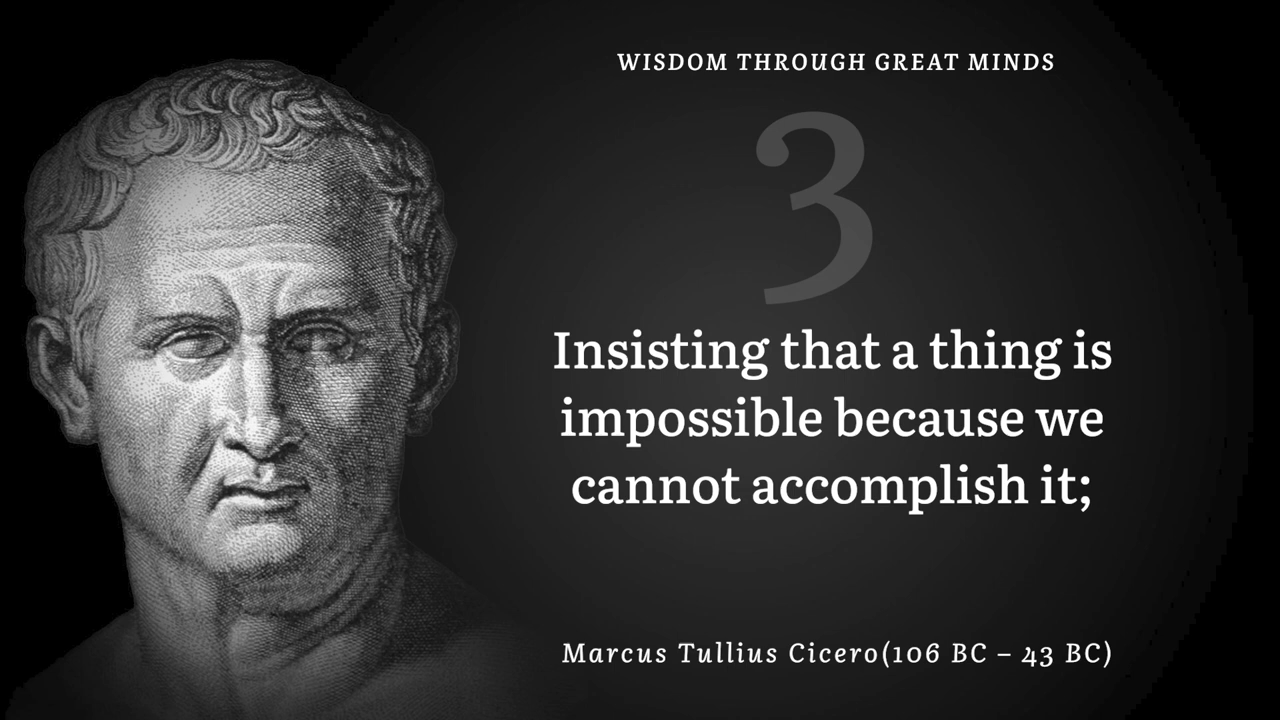 WISDOM THROUGH GREAT MINDS
3
Insisting that a thing is
impossible because we
cannot accomplish it;
Marcus Tullius Cicero(106 BC – 43 BC)